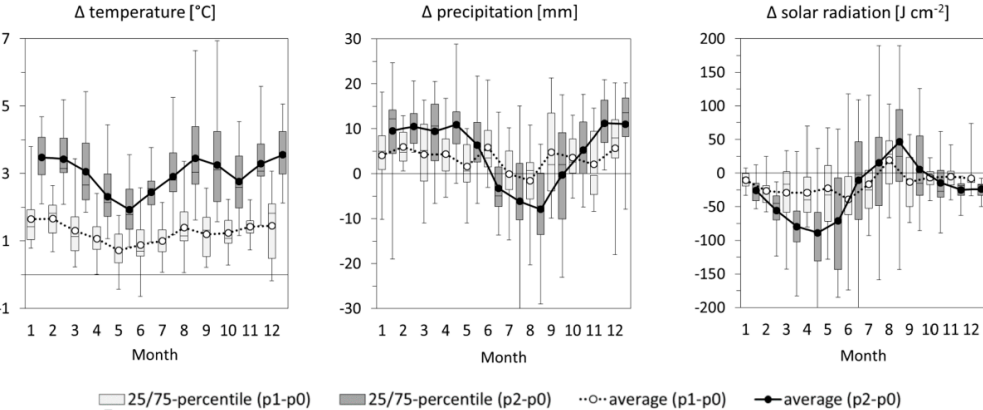 Δ temperature [°C]
7
5
3
1
-1
1 2 3 4 5 6 7 8 9 10 11 12
Month
Δ precipitation [mm]
30
20
10
0
-10
-20
-30
1 2 3 4 5 6 7 8 9 10 11 12
Month
Δ solar radiation [J cm-2]
200
150
100
50
0
-50
-100
-150
-200
1 2 3 4 5 6 7 8 9 10 11 12
Month
25/75-percentile (p1-p0) 25/75-percentile (p2-p0) average (p1-p0) average (p2-p0)